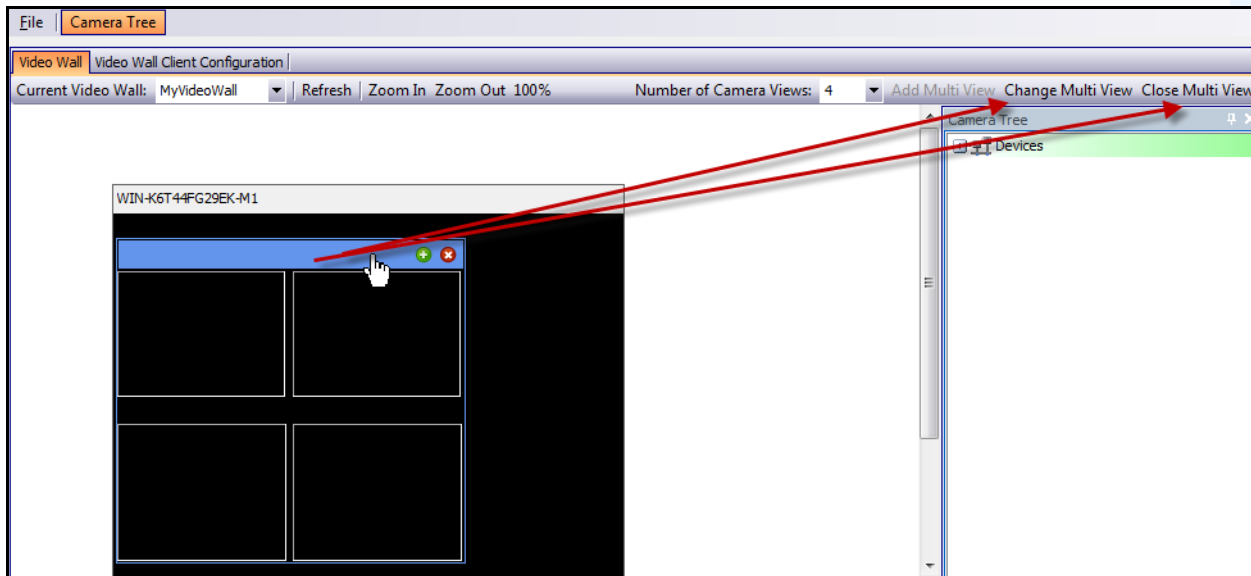 File Camera Tree
Video Wall Video Wall Client Configuration
Current Video Wall: MyVideoWall Refresh Zoom In Zoom Out 100% Number of Camera Views: 4 Add Multi View Change Multi View Close Multi View
Camera Tree
Devices
WIN-K6T44FG29EK-M1